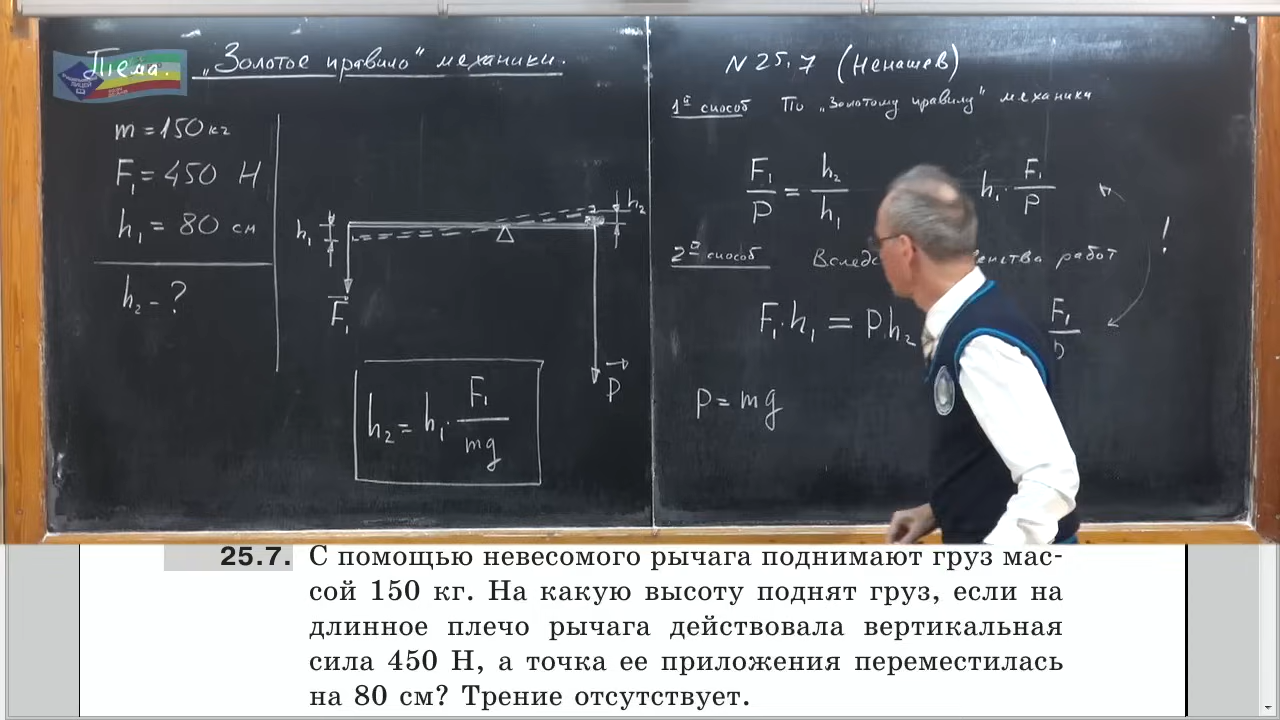 Тема. „Золотое правило" механики.
m = 150 кг
F₁ = 450 Н
h₁ = 80 см
h₂ - ?
h₁
h₂
F₁
P
h₂ = h₁· F₁/mg
N 25.7 (Ненашев)
1й способ По „Золотому правилу" механики
F₁/P = h₂/h₁ h₁· F₁/P
!
2й способ работ
F₁·h₁ = P·h₂ F₁
P = mg
25.7. С помощью невесомого рычага поднимают груз мас-
сой 150 кг. На какую высоту поднят груз, если на
длинное плечо рычага действовала вертикальная
сила 450 Н, а точка ее приложения переместилась
на 80 см? Трение отсутствует.